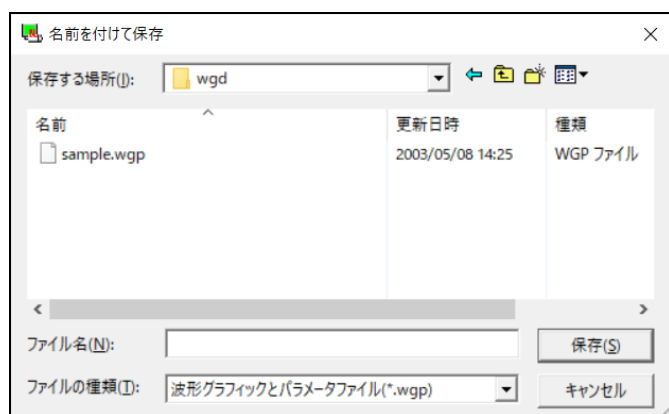 名前を付けて保存
保存する場所(I): wgd
名前 更新日時 種類
sample.wgp 2003/05/08 14:25 WGP ファイル
ファイル名(N): 保存(S)
ファイルの種類(T): 波形グラフィックとパラメータファイル(*.wgp) キャンセル